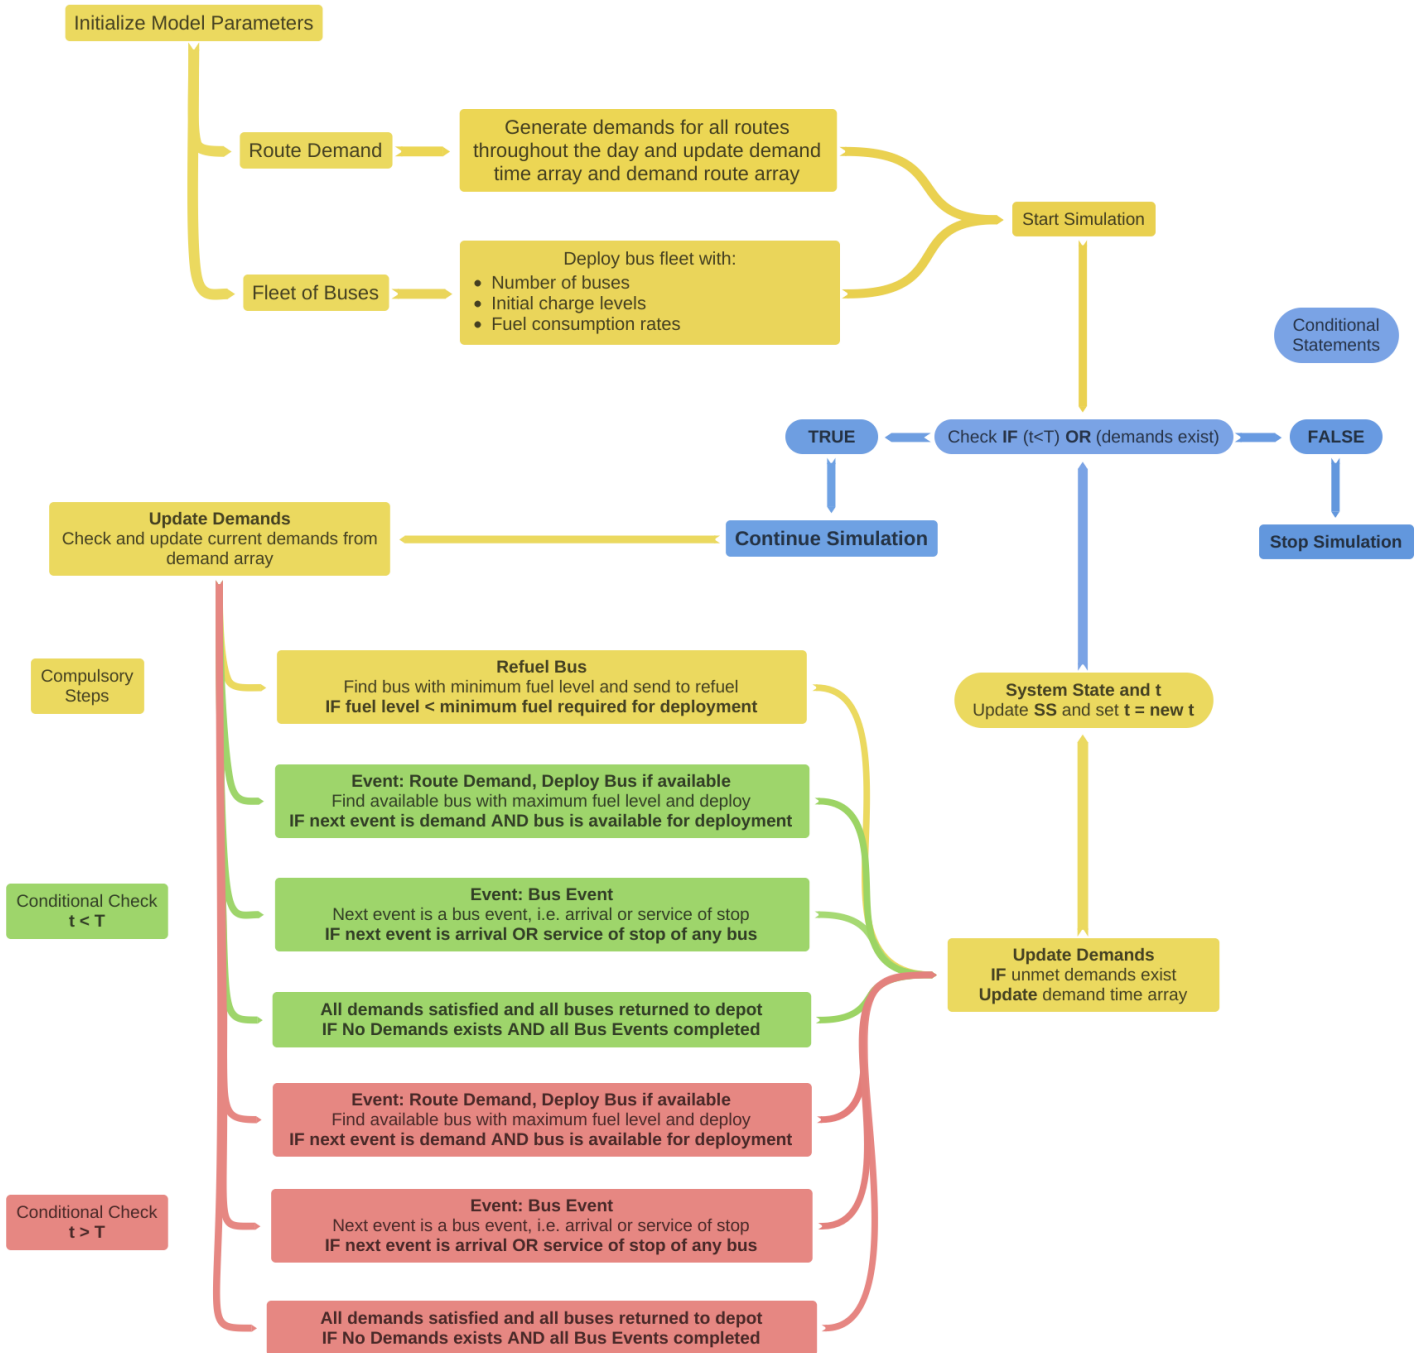 Initialize Model Parameters
Route Demand
Generate demands for all routes
throughout the day and update demand
time array and demand route array
Start Simulation
Fleet of Buses
Deploy bus fleet with:
• Number of buses
• Initial charge levels
• Fuel consumption rates
Conditional
Statements
TRUE
Check IF (t<T) OR (demands exist)
FALSE
Continue Simulation
Stop Simulation
Update Demands
Check and update current demands from
demand array
Compulsory
Steps
Refuel Bus
Find bus with minimum fuel level and send to refuel
IF fuel level < minimum fuel required for deployment
System State and t
Update SS and set t = new t
Event: Route Demand, Deploy Bus if available
Find available bus with maximum fuel level and deploy
IF next event is demand AND bus is available for deployment
Conditional Check
t < T
Event: Bus Event
Next event is a bus event, i.e. arrival or service of stop
IF next event is arrival OR service of stop of any bus
Update Demands
IF unmet demands exist
Update demand time array
All demands satisfied and all buses returned to depot
IF No Demands exists AND all Bus Events completed
Event: Route Demand, Deploy Bus if available
Find available bus with maximum fuel level and deploy
IF next event is demand AND bus is available for deployment
Conditional Check
t > T
Event: Bus Event
Next event is a bus event, i.e. arrival or service of stop
IF next event is arrival OR service of stop of any bus
All demands satisfied and all buses returned to depot
IF No Demands exists AND all Bus Events completed